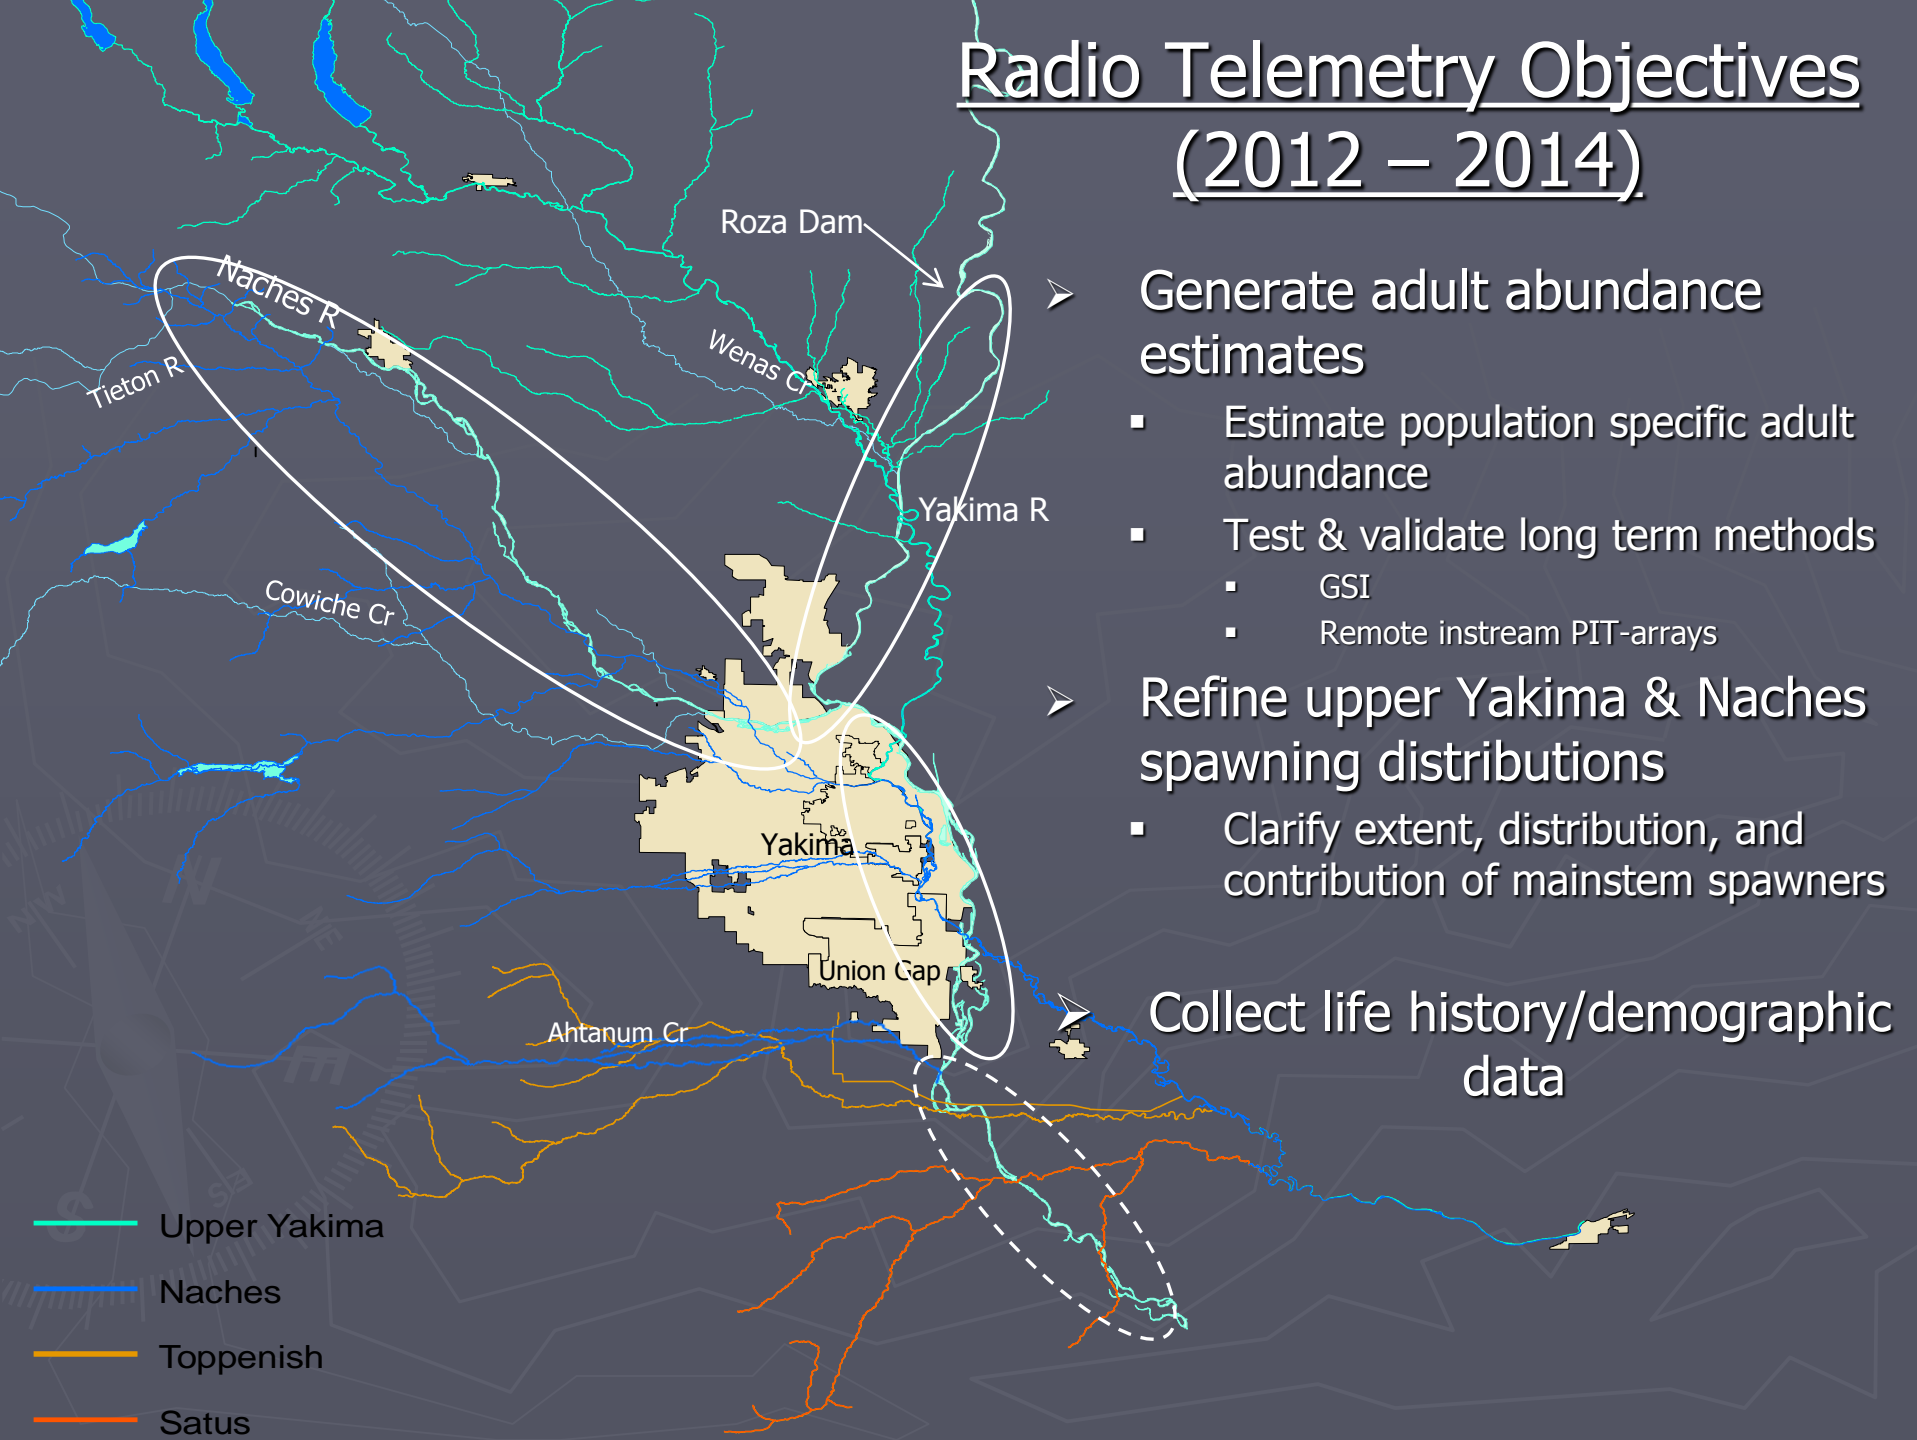 Radio Telemetry Objectives
(2012 – 2014)
Roza Dam
Naches R
Tieton R
Wenas Cr
Yakima R
Cowiche Cr
Yakima
Union Gap
Ahtanum Cr
Generate adult abundance
estimates
Estimate population specific adult
abundance
Test & validate long term methods
GSI
Remote instream PIT-arrays
Refine upper Yakima & Naches
spawning distributions
Clarify extent, distribution, and
contribution of mainstem spawners
Collect life history/demographic
data
Upper Yakima
Naches
Toppenish
Satus
N
NE
NW
E
SE
S